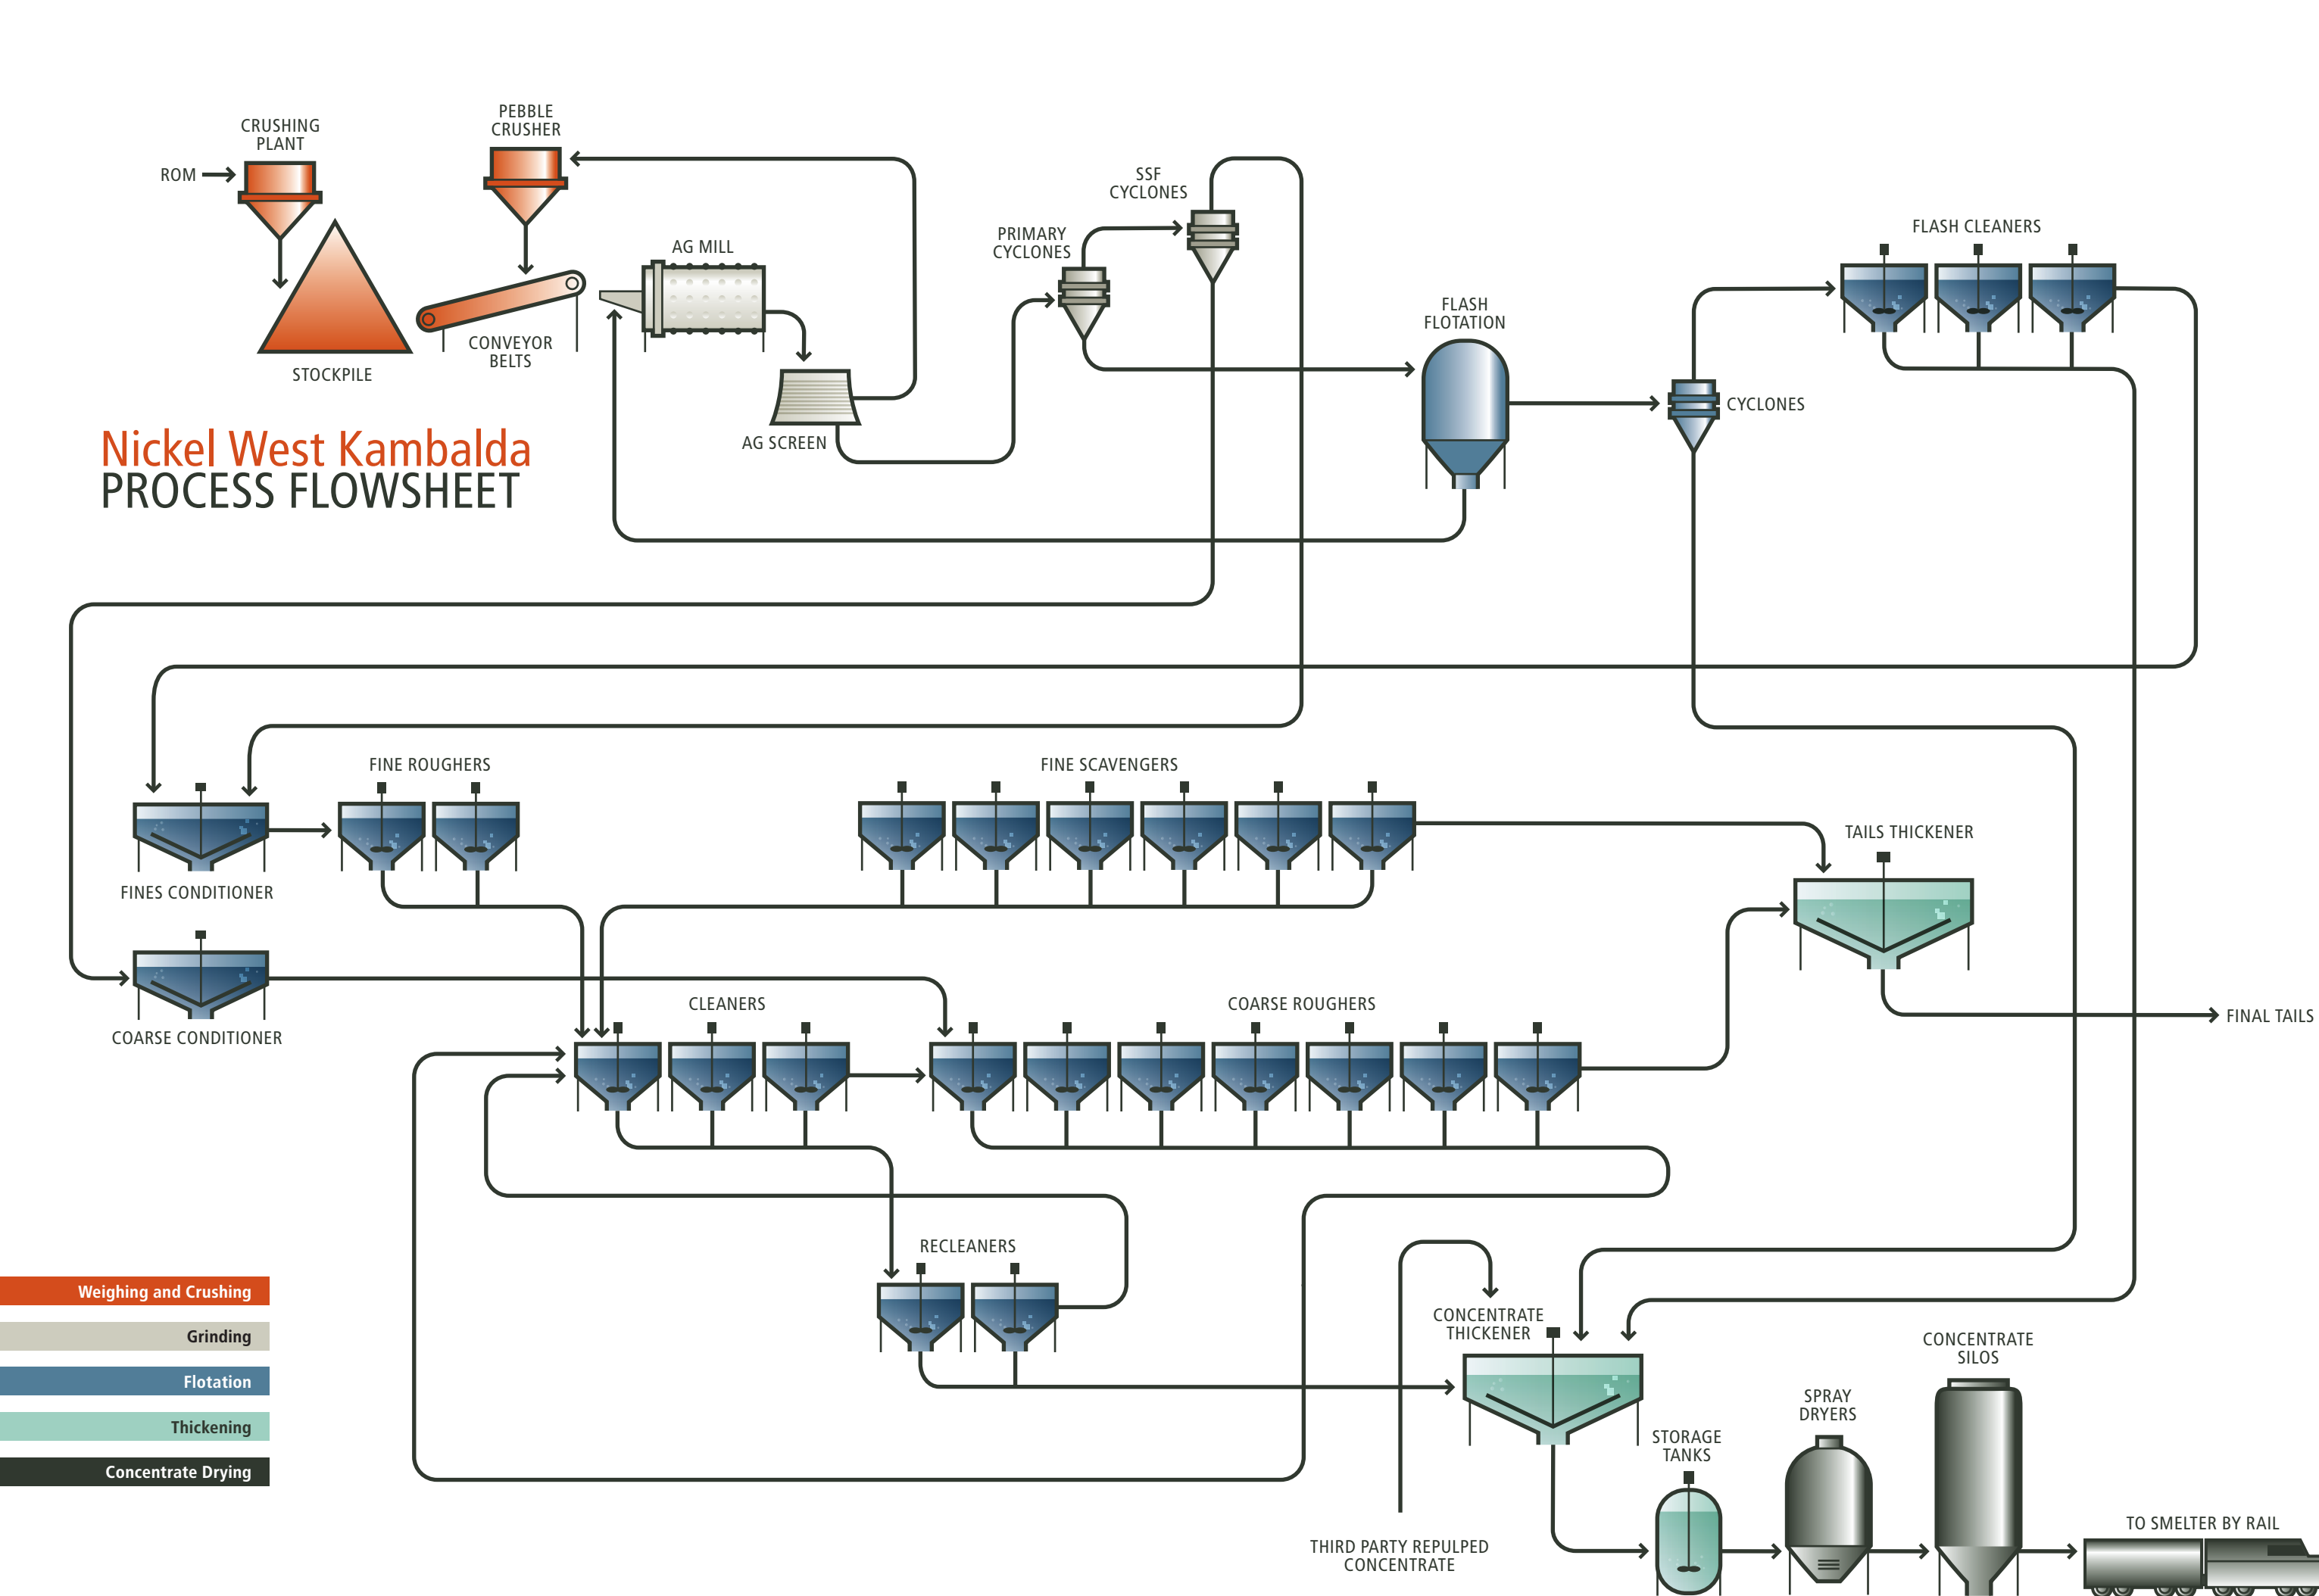 CRUSHING
PLANT
PEBBLE
CRUSHER
ROM
SSF
CYCLONES
PRIMARY
CYCLONES
FLASH CLEANERS
AG MILL
FLASH
FLOTATION
CONVEYOR
BELTS
STOCKPILE
CYCLONES
AG SCREEN
Nickel West Kambalda
PROCESS FLOWSHEET
FINE ROUGHERS
FINE SCAVENGERS
TAILS THICKENER
FINES CONDITIONER
CLEANERS
COARSE ROUGHERS
FINAL TAILS
COARSE CONDITIONER
RECLEANERS
Weighing and Crushing
Grinding
Flotation
Thickening
Concentrate Drying
CONCENTRATE
THICKENER
CONCENTRATE
SILOS
SPRAY
DRYERS
STORAGE
TANKS
TO SMELTER BY RAIL
THIRD PARTY REPULPED
CONCENTRATE